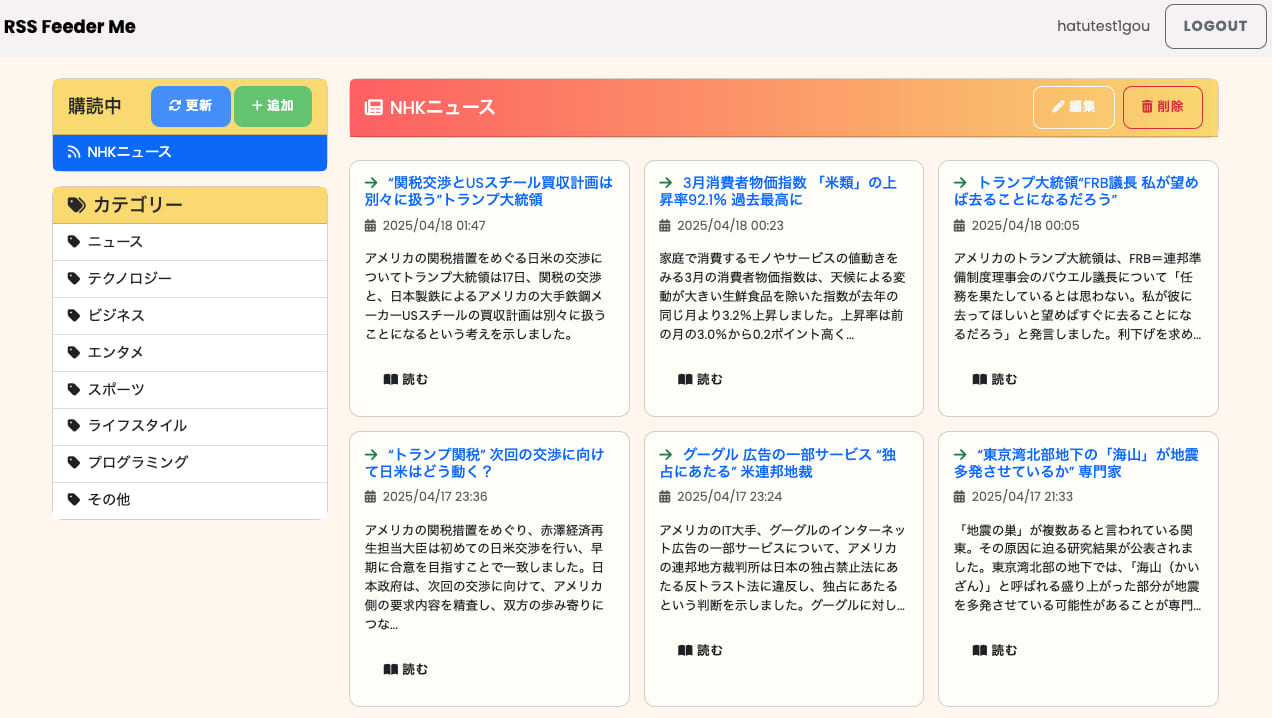 RSS Feeder Me
hatutest1gou
LOGOUT
購読中
更新
追加
NHKニュース
カテゴリー
ニュース
テクノロジー
ビジネス
エンタメ
スポーツ
ライフスタイル
プログラミング
その他
NHKニュース
編集
削除
“関税交渉とUSスチール買収計画は
別々に扱う”トランプ大統領
2025/04/18 01:47
アメリカの関税措置をめぐる日米の交渉に
ついてトランプ大統領は17日、関税の交渉
と、日本製鉄によるアメリカの大手鉄鋼メ
ーカーUSスチールの買収計画は別々に扱う
ことになるという考えを示しました。
読む
3月消費者物価指数 「米類」の上
昇率92.1% 過去最高に
2025/04/18 00:23
家庭で消費するモノやサービスの値動きを
みる3月の消費者物価指数は、天候による変
動が大きい生鮮食品を除いた指数が去年の
同じ月より3.2%上昇しました。上昇率は前
の月の3.0%から0.2ポイント高く...
読む
トランプ大統領“FRB議長 私が望め
ば去ることになるだろう”
2025/04/18 00:05
アメリカのトランプ大統領は、FRB＝連邦準
備制度理事会のパウエル議長について「任
務を果たしているとは思わない。私が彼に
去ってほしいと望めばすぐに去ることにな
るだろう」と発言しました。利下げを求め...
読む
“トランプ関税” 次回の交渉に向け
て日米はどう動く？
2025/04/17 23:36
アメリカの関税措置をめぐり、赤澤経済再
生担当大臣は初めての日米交渉を行い、早
期に合意を目指すことで一致しました。日
本政府は、次回の交渉に向けて、アメリカ
側の要求内容を精査し、双方の歩み寄りに
つな...
読む
グーグル 広告の一部サービス “独
占にあたる” 米連邦地裁
2025/04/17 23:24
アメリカのIT大手、グーグルのインターネッ
ト広告の一部サービスについて、アメリカ
の連邦地方裁判所は日本の独占禁止法にあ
たる反トラスト法に違反し、独占にあたる
という判断を示しました。グーグルに対し...
読む
“東京湾北部地下の「海山」が地震
多発させているか” 専門家
2025/04/17 21:33
「地震の巣」が複数あると言われている関
東。その原因に迫る研究結果が公表されま
した。東京湾北部の地下では、「海山（かい
ざん）」と呼ばれる盛り上がった部分が地震
を多発させている可能性があることが専門...
読む